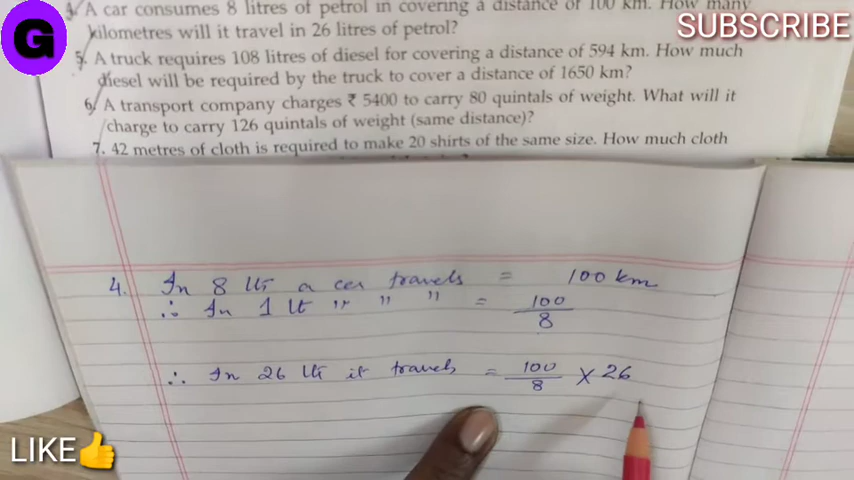 G
SUBSCRIBE
4. A car consumes 8 litres of petrol in covering a distance of 100 km. How many
kilometres will it travel in 26 litres of petrol?
5. A truck requires 108 litres of diesel for covering a distance of 594 km. How much
diesel will be required by the truck to cover a distance of 1650 km?
6. A transport company charges ₹ 5400 to carry 80 quintals of weight. What will it
charge to carry 126 quintals of weight (same distance)?
7. 42 metres of cloth is required to make 20 shirts of the same size. How much cloth
4. In 8 ltr a car travels = 100 km
∴ In 1 lt " " " = 100/8
∴ In 26 ltr it travels = 100/8 × 26
LIKE👍